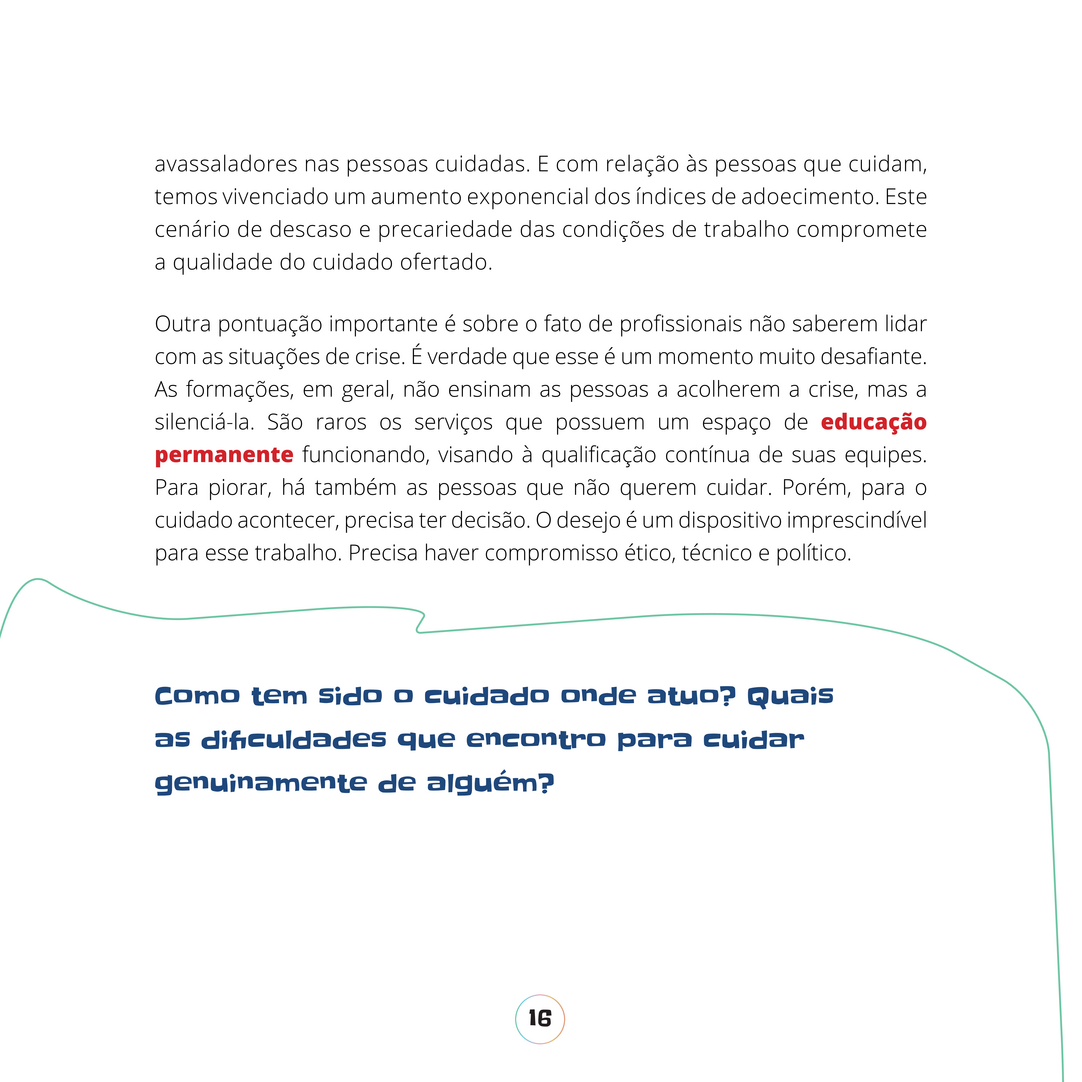 avassaladores nas pessoas cuidadas. E com relação às pessoas que cuidam,
temos vivenciado um aumento exponencial dos índices de adoecimento. Este
cenário de descaso e precariedade das condições de trabalho compromete
a qualidade do cuidado ofertado.
Outra pontuação importante é sobre o fato de profissionais não saberem lidar
com as situações de crise. É verdade que esse é um momento muito desafiante.
As formações, em geral, não ensinam as pessoas a acolherem a crise, mas a
silenciá-la. São raros os serviços que possuem um espaço de educação
permanente funcionando, visando à qualificação contínua de suas equipes.
Para piorar, há também as pessoas que não querem cuidar. Porém, para o
cuidado acontecer, precisa ter decisão. O desejo é um dispositivo imprescindível
para esse trabalho. Precisa haver compromisso ético, técnico e político.
Como tem sido o cuidado onde atuo? Quais
as dificuldades que encontro para cuidar
genuinamente de alguém?
16